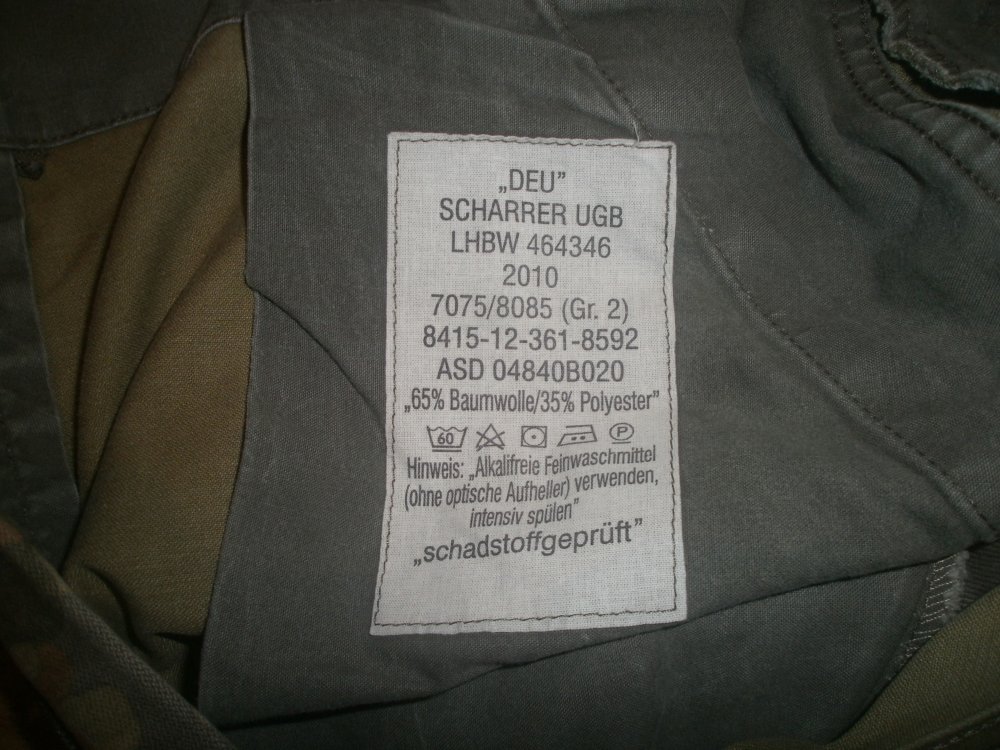 „DEU”
SCHARRER UGB
LHBW 464346
2010
7075/8085 (Gr. 2)
8415-12-361-8592
ASD 04840B020
„65% Baumwolle/35% Polyester”
60 P
Hinweis: „Alkalifreie Feinwaschmittel
(ohne optische Aufheller) verwenden,
intensiv spülen”
„schadstoffgeprüft”